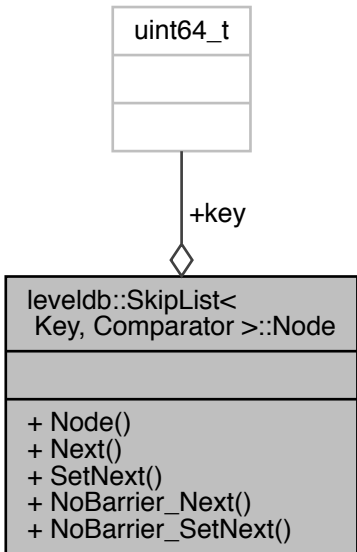 uint64_t
+key
leveldb::SkipList<
Key, Comparator >::Node
+ Node()
+ Next()
+ SetNext()
+ NoBarrier_Next()
+ NoBarrier_SetNext()